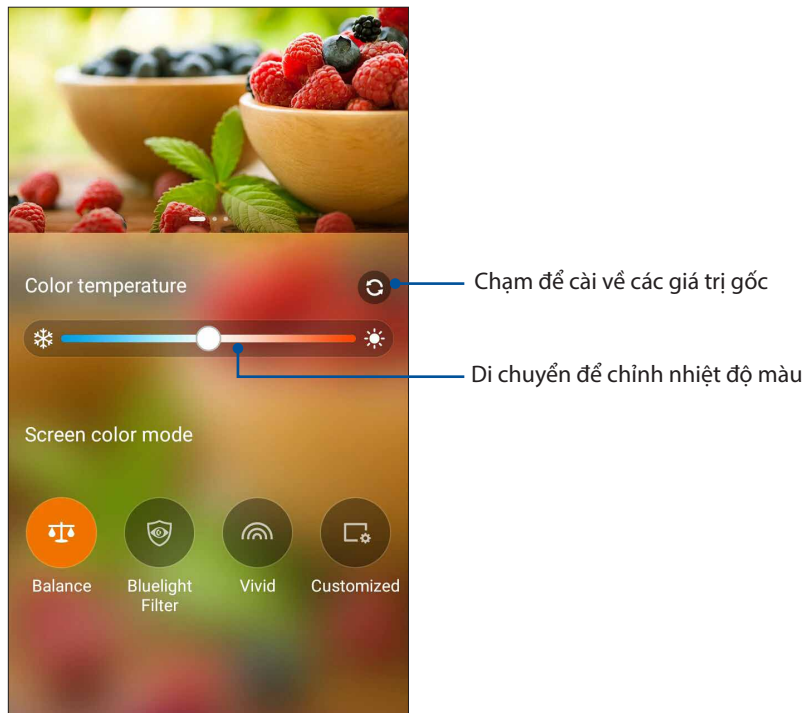 Color temperature
Chạm để cài về các giá trị gốc
Di chuyển để chỉnh nhiệt độ màu
Screen color mode
Balance
Bluelight
Filter
Vivid
Customized